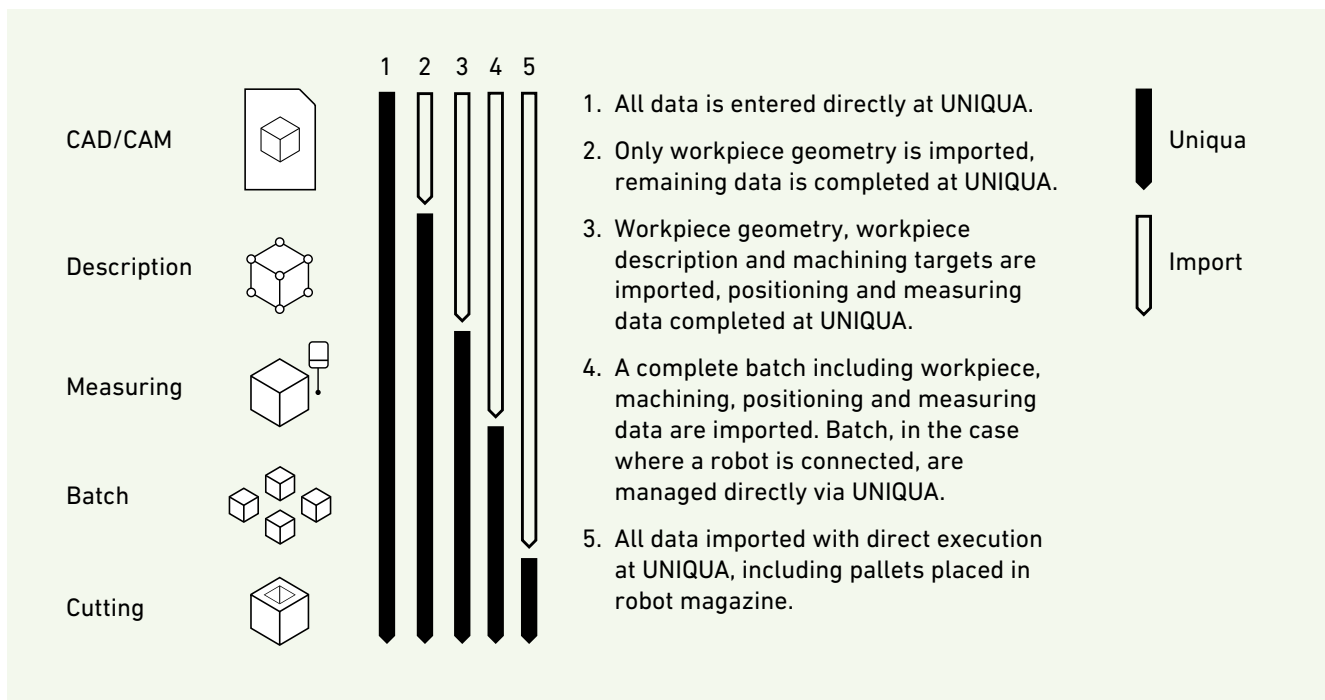 1 2 3 4 5
CAD/CAM
Description
Measuring
Batch
Cutting
1. All data is entered directly at UNIQUA.
2. Only workpiece geometry is imported,
remaining data is completed at UNIQUA.
3. Workpiece geometry, workpiece
description and machining targets are
imported, positioning and measuring
data completed at UNIQUA.
4. A complete batch including workpiece,
machining, positioning and measuring
data are imported. Batch, in the case
where a robot is connected, are
managed directly via UNIQUA.
5. All data imported with direct execution
at UNIQUA, including pallets placed in
robot magazine.
Uniqua
Import